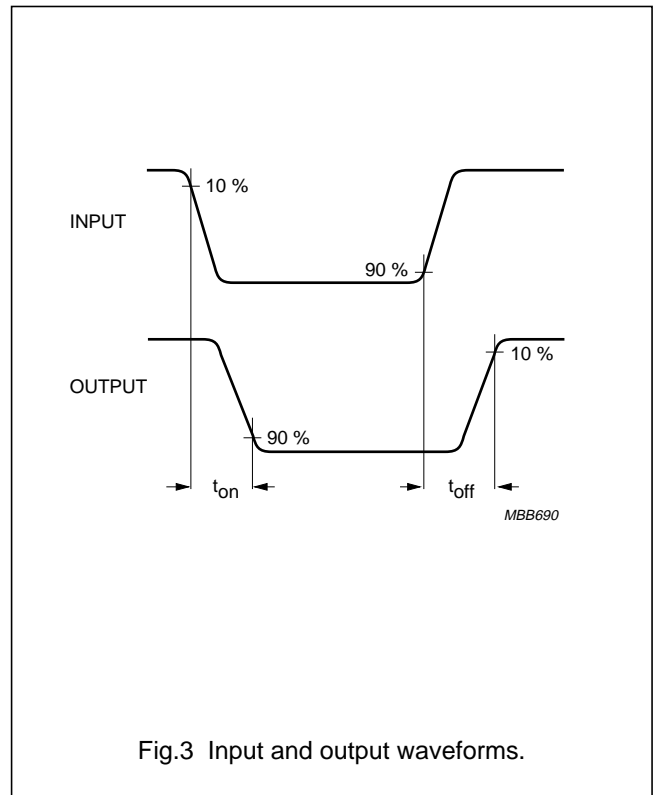 10 %
INPUT
90 %
10 %
OUTPUT
90 %
ton
toff
MBB690
Fig.3 Input and output waveforms.